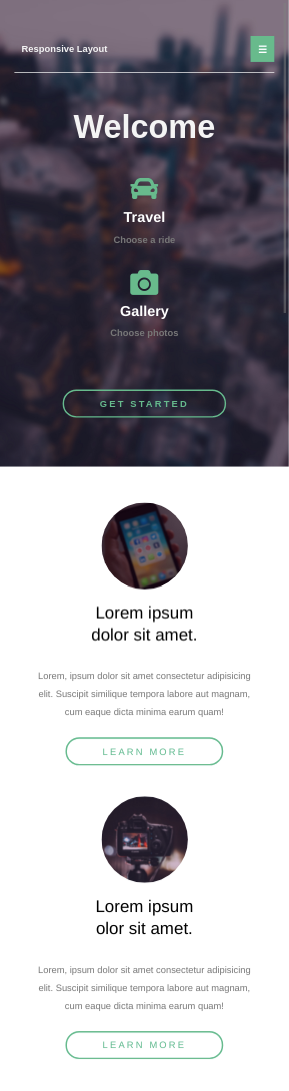 Responsive Layout
Welcome
Travel
Choose a ride
Gallery
Choose photos
GET STARTED
Lorem ipsum
dolor sit amet.
Lorem, ipsum dolor sit amet consectetur adipisicing
elit. Suscipit similique tempora labore aut magnam,
cum eaque dicta minima earum quam!
LEARN MORE
Lorem ipsum
olor sit amet.
Lorem, ipsum dolor sit amet consectetur adipisicing
elit. Suscipit similique tempora labore aut magnam,
cum eaque dicta minima earum quam!
LEARN MORE